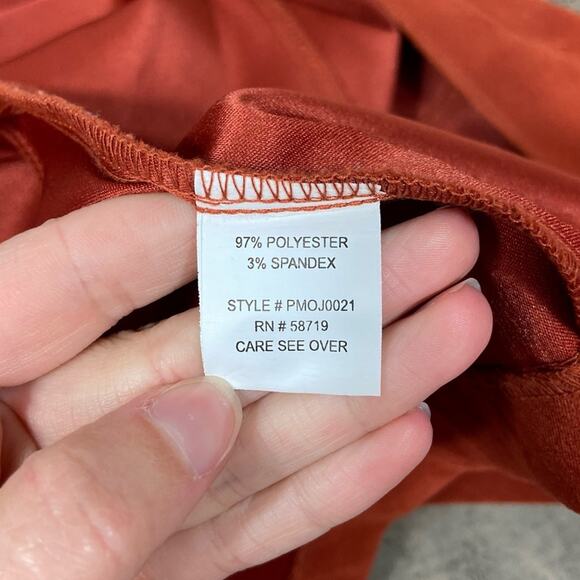 97% POLYESTER
3% SPANDEX
STYLE # PMOJ0021
RN # 58719
CARE SEE OVER